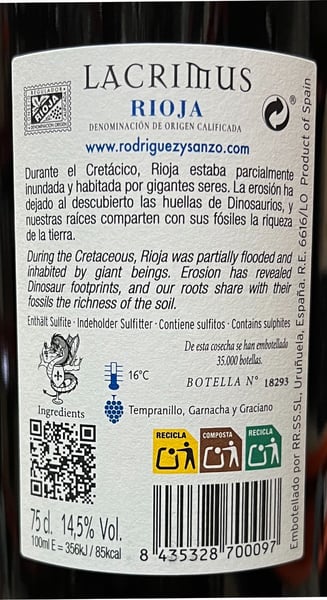 LACRIMUS
RIOJA
DENOMINACIÓN DE ORIGEN CALIFICADA
www.rodriguezysanzo.com
Durante el Cretácico, Rioja estaba parcialmente
inundada y habitada por gigantes seres. La erosión ha
dejado al descubierto las huellas de Dinosaurios, y
nuestras raíces comparten con sus fósiles la riqueza
de la tierra.
During the Cretaceous, Rioja was partially flooded and
inhabited by giant beings. Erosion has revealed
Dinosaur footprints, and our roots share with their
fossils the richness of the soil.
Enthält Sulfite · Indeholder Sulfitter · Contiene sulfitos · Contains sulphites
De esta cosecha se han embotellado
35.000 botellas.
16°C
BOTELLA Nº 18293
Ingredients
Tempranillo, Garnacha y Graciano
RECICLA
COMPOSTA
RECICLA
75 cl. 14,5% Vol.
100ml E = 356kJ / 85kcal
8 435328 700097
Embotellado por RR.SS.SL, Uruñuela, España. R.E. 6616/LO Product of Spain